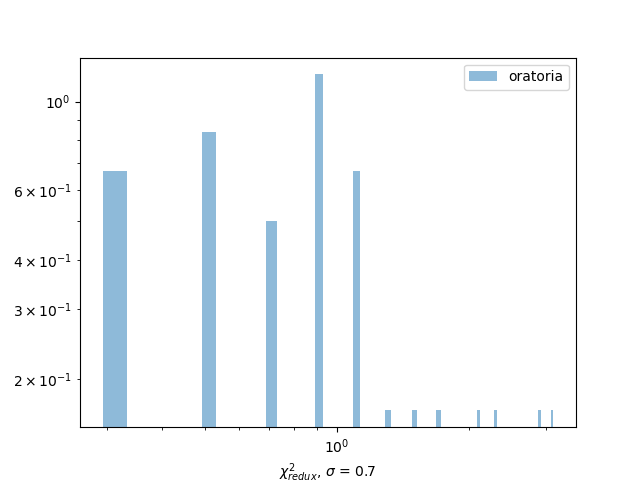 oratoria
10⁰
6 × 10⁻¹
4 × 10⁻¹
3 × 10⁻¹
2 × 10⁻¹
10⁰
χ²redux, σ = 0.7